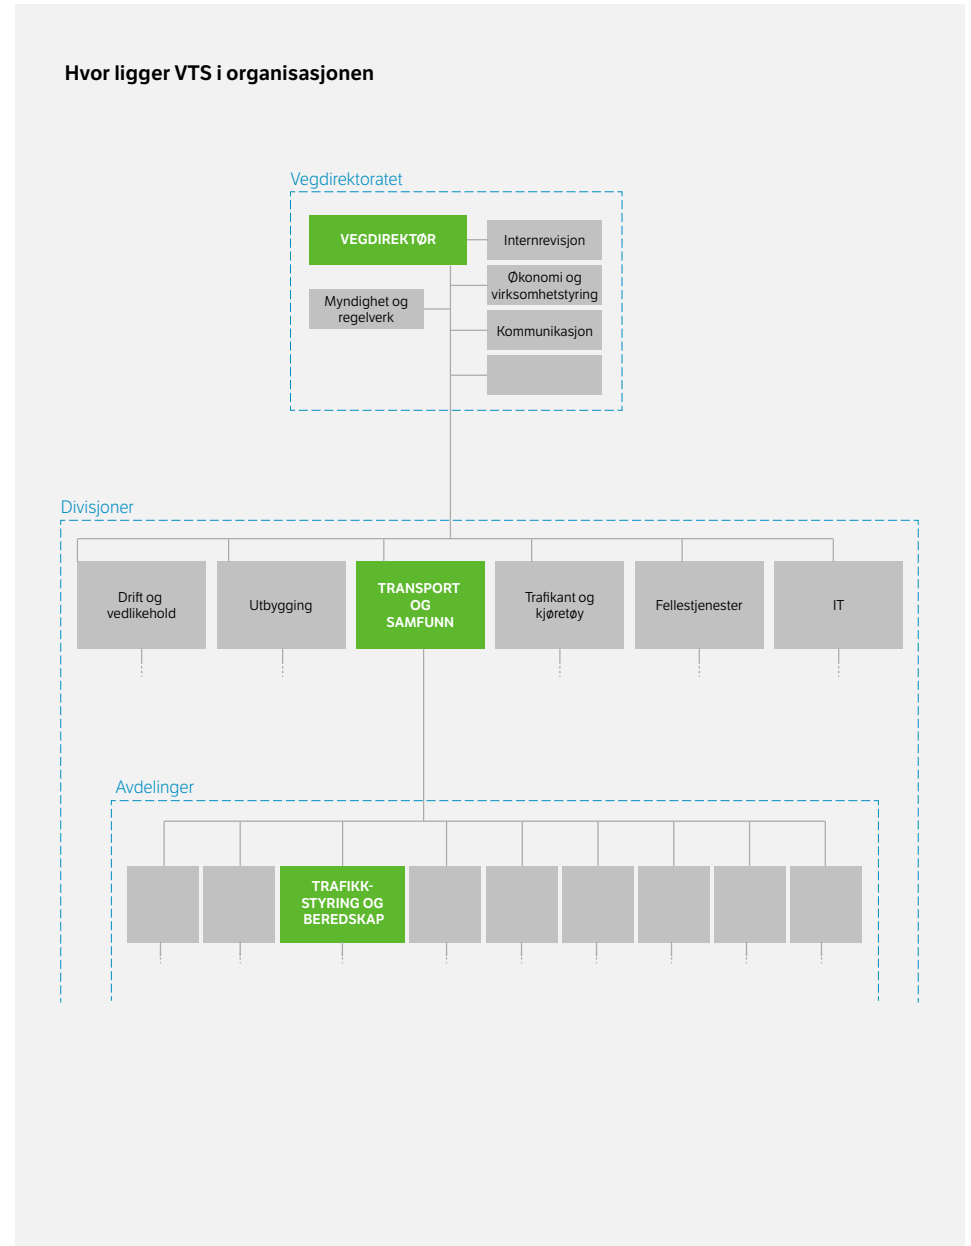 Hvor ligger VTS i organisasjonen
Vegdirektoratet
VEGDIREKTØR
Internrevisjon
Økonomi og
virksomhetstyring
Myndighet og
regelverk
Kommunikasjon
Divisjoner
Drift og
vedlikehold
Utbygging
TRANSPORT
OG
SAMFUNN
Trafikant og
kjøretøy
Fellestjenester
IT
Avdelinger
TRAFIKK-
STYRING OG
BEREDSKAP